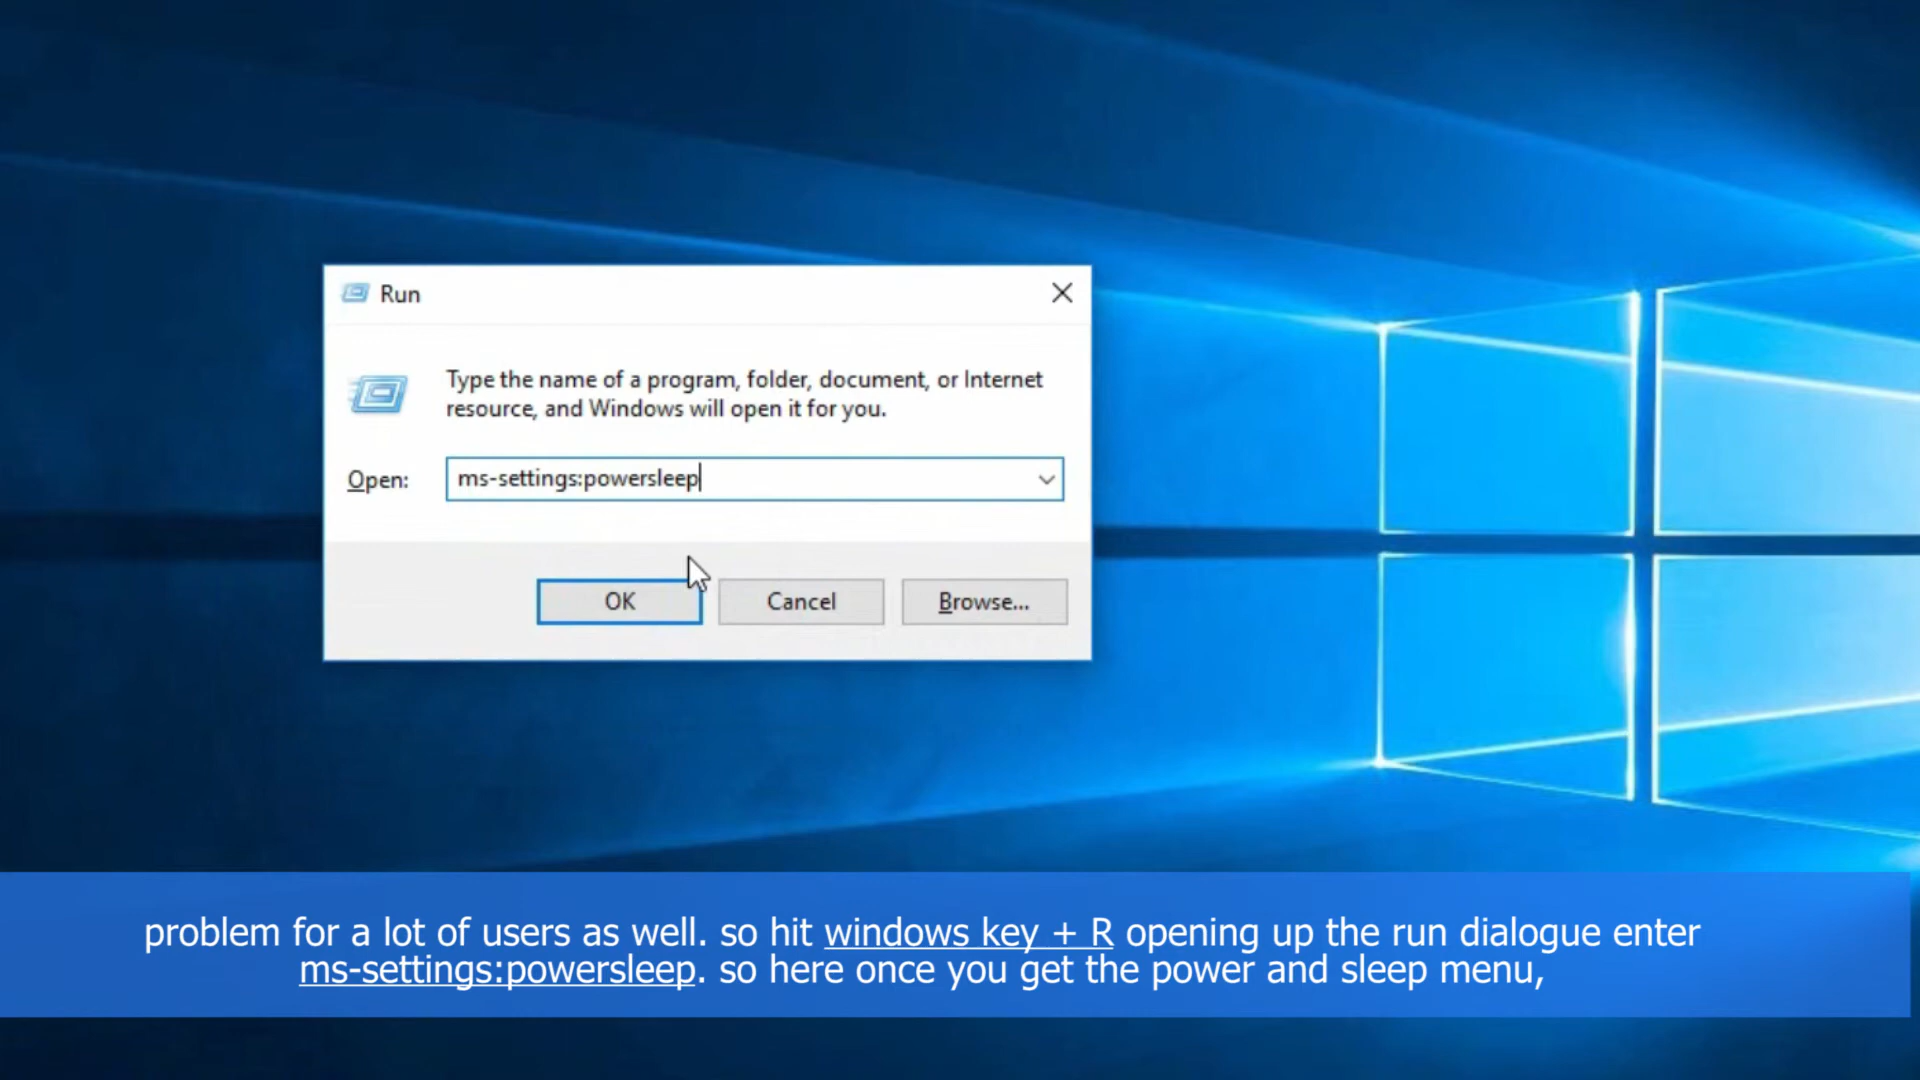 Run
Type the name of a program, folder, document, or Internet
resource, and Windows will open it for you.
Open: ms-settings:powersleep
OK Cancel Browse...
problem for a lot of users as well. so hit windows key + R opening up the run dialogue enter
ms-settings:powersleep. so here once you get the power and sleep menu,